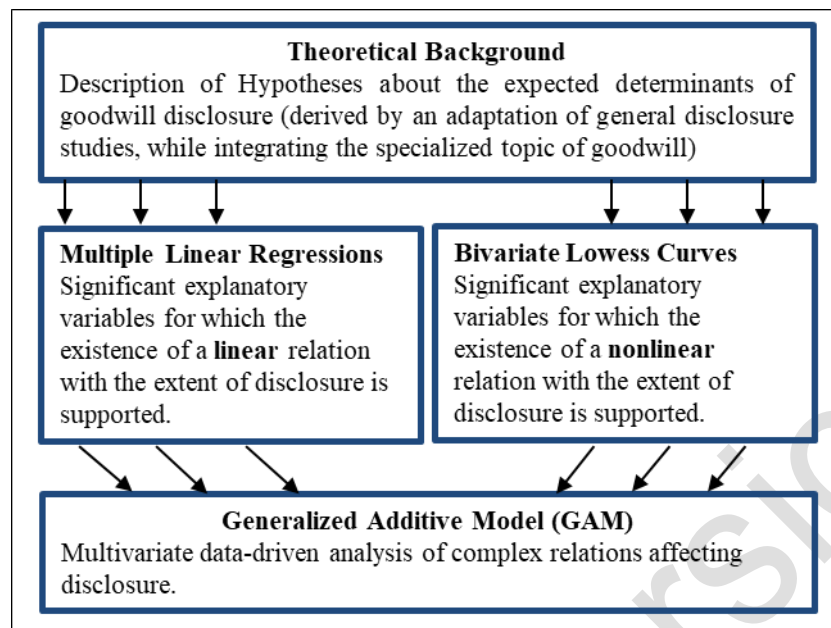 Theoretical Background
Description of Hypotheses about the expected determinants of
goodwill disclosure (derived by an adaptation of general disclosure
studies, while integrating the specialized topic of goodwill)
Multiple Linear Regressions
Significant explanatory
variables for which the
existence of a linear relation
with the extent of disclosure is
supported.
Bivariate Lowess Curves
Significant explanatory
variables for which the
existence of a nonlinear
relation with the extent of
disclosure is supported.
Generalized Additive Model (GAM)
Multivariate data-driven analysis of complex relations affecting
disclosure.